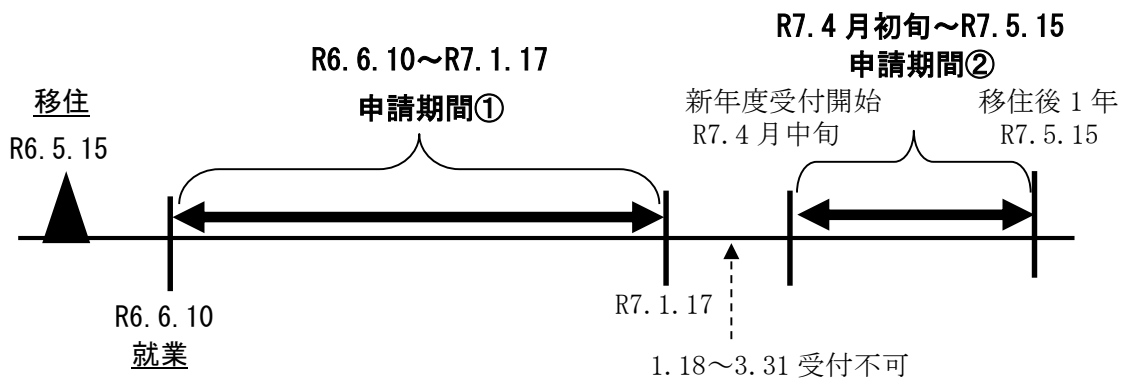 R7.4月初旬～R7.5.15
申請期間②
R6.6.10～R7.1.17
申請期間①
移住
R6.5.15
新年度受付開始
R7.4月中旬
移住後1年
R7.5.15
R6.6.10
就業
R7.1.17
1.18～3.31受付不可